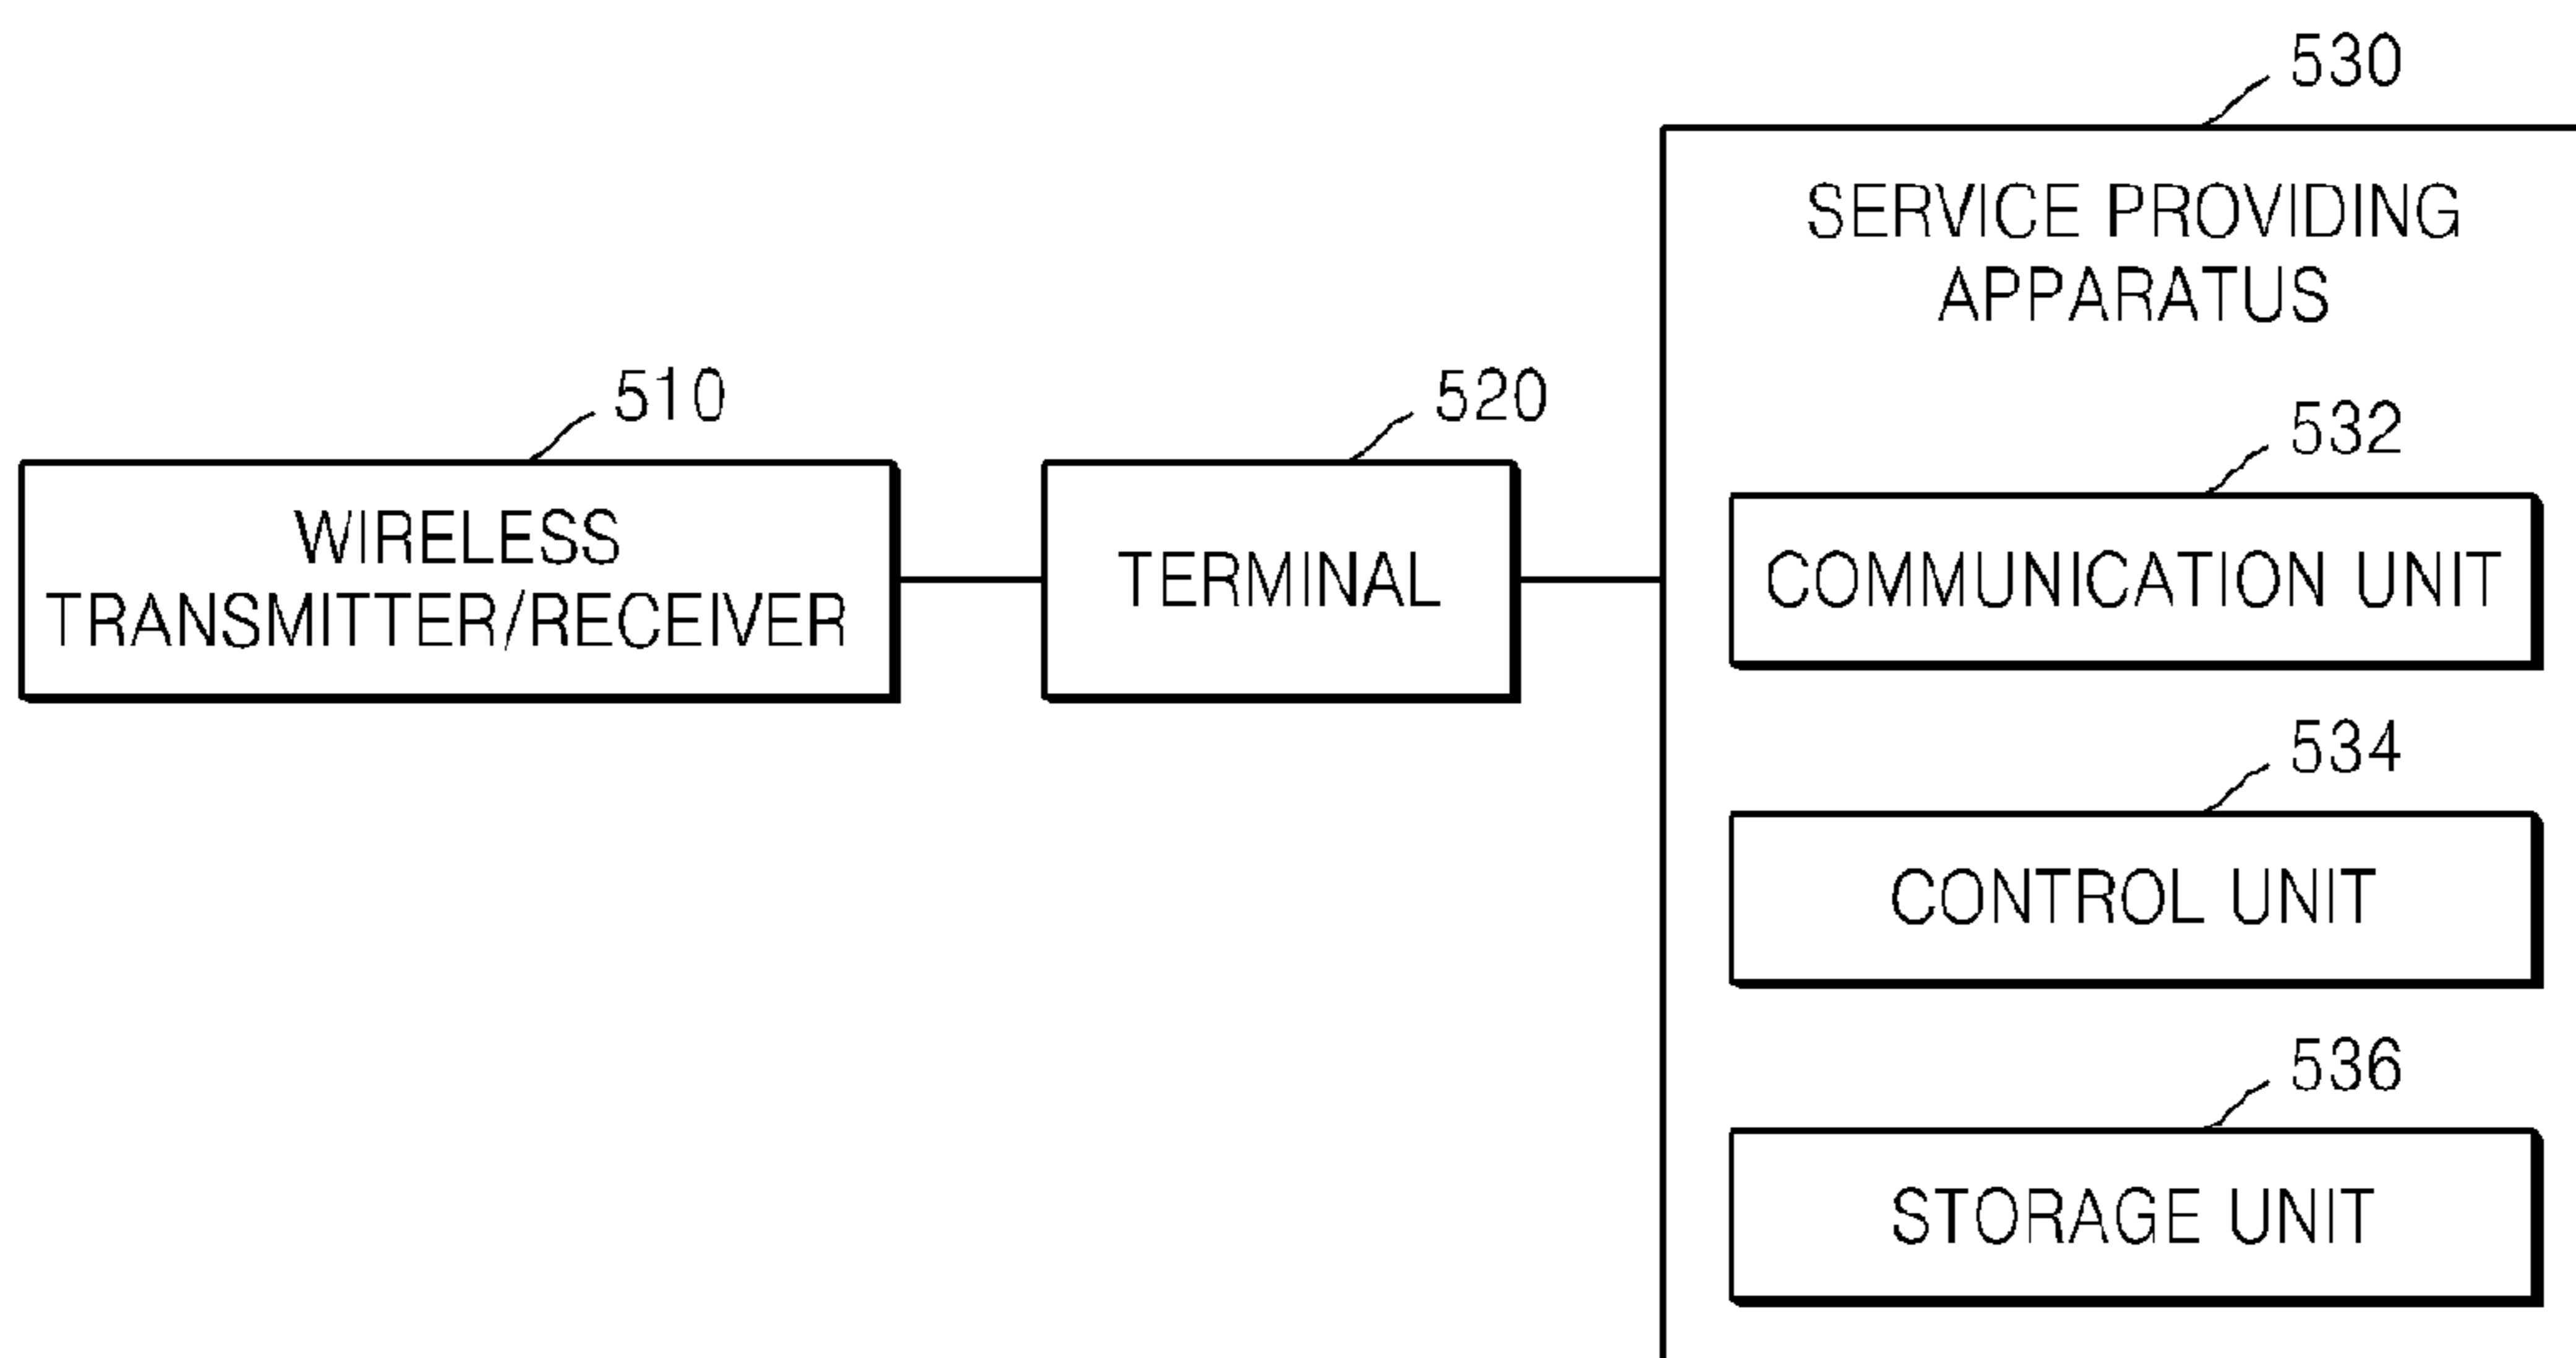 530
SERVICE PROVIDING
APPARATUS
510
520
532
WIRELESS
TRANSMITTER/RECEIVER
TERMINAL
COMMUNICATION UNIT
534
CONTROL UNIT
536
STORAGE UNIT